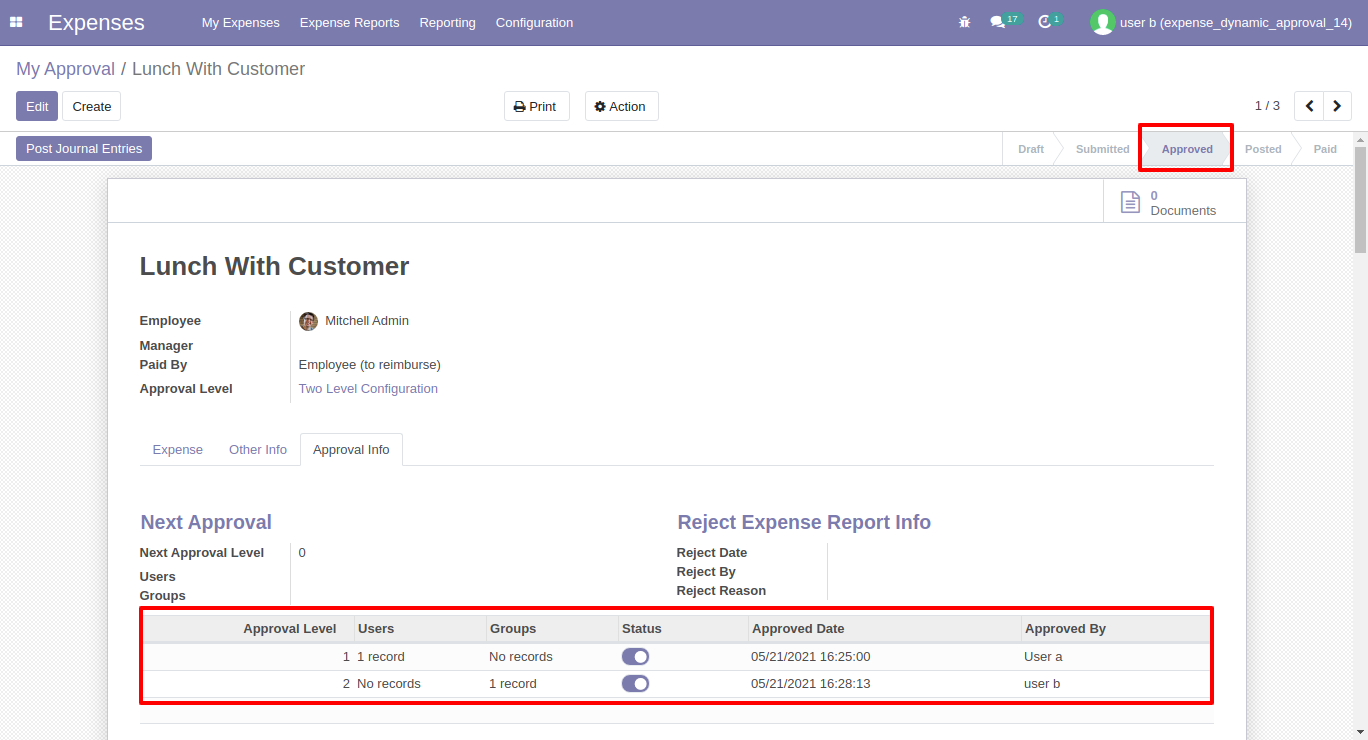 Expenses My Expenses Expense Reports Reporting Configuration 17 1 user b (expense_dynamic_approval_14)
My Approval / Lunch With Customer
Edit Create Print Action 1 / 3
Post Journal Entries Draft Submitted Approved Posted Paid
0
Documents
Lunch With Customer
Employee Mitchell Admin
Manager
Paid By Employee (to reimburse)
Approval Level Two Level Configuration
Expense Other Info Approval Info
Next Approval Reject Expense Report Info
Next Approval Level 0 Reject Date
Users Reject By
Groups Reject Reason
Approval Level Users Groups Status Approved Date Approved By
1 1 record No records 05/21/2021 16:25:00 User a
2 No records 1 record 05/21/2021 16:28:13 user b